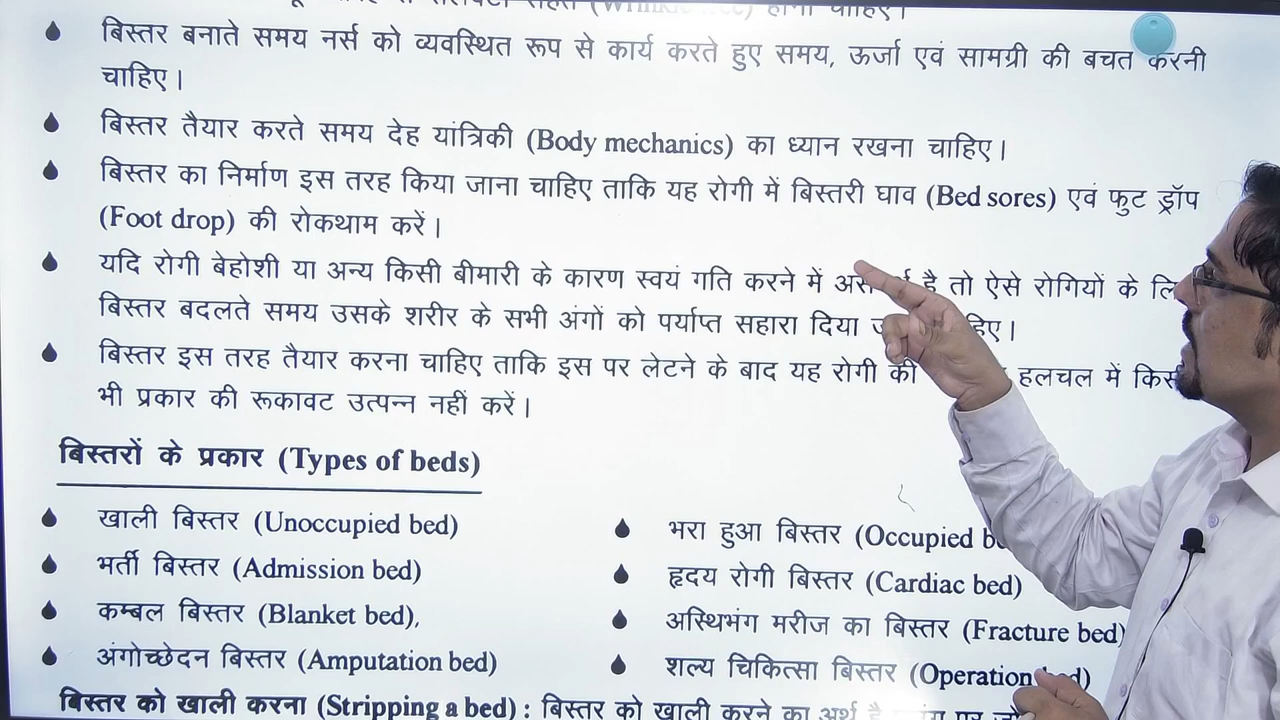 होना चाहिए।
बिस्तर बनाते समय नर्स को व्यवस्थित रूप से कार्य करते हुए समय, ऊर्जा एवं सामग्री की बचत करनी
चाहिए।
बिस्तर तैयार करते समय देह यांत्रिकी (Body mechanics) का ध्यान रखना चाहिए।
बिस्तर का निर्माण इस तरह किया जाना चाहिए ताकि यह रोगी में बिस्तरी घाव (Bed sores) एवं फुट ड्रॉप
(Foot drop) की रोकथाम करें।
यदि रोगी बेहोशी या अन्य किसी बीमारी के कारण स्वयं गति करने में है तो ऐसे रोगियों के
बिस्तर बदलते समय उसके शरीर के सभी अंगों को पर्याप्त सहारा दिया
बिस्तर इस तरह तैयार करना चाहिए ताकि इस पर लेटने के बाद यह रोगी की हलचल में
भी प्रकार की रूकावट उत्पन्न नहीं करें।
बिस्तरों के प्रकार (Types of beds)
खाली बिस्तर (Unoccupied bed)
भरा हुआ बिस्तर (Occupied
भर्ती बिस्तर (Admission bed)
हृदय रोगी बिस्तर (Cardiac bed)
कम्बल बिस्तर (Blanket bed),
अस्थिभंग मरीज का बिस्तर (Fracture bed)
अंगोच्छेदन बिस्तर (Amputation bed)
शल्य चिकित्सा बिस्तर (Operation
बिस्तर को खाली करना (Stripping a bed) : बिस्तर को खाली करने का अर्थ है